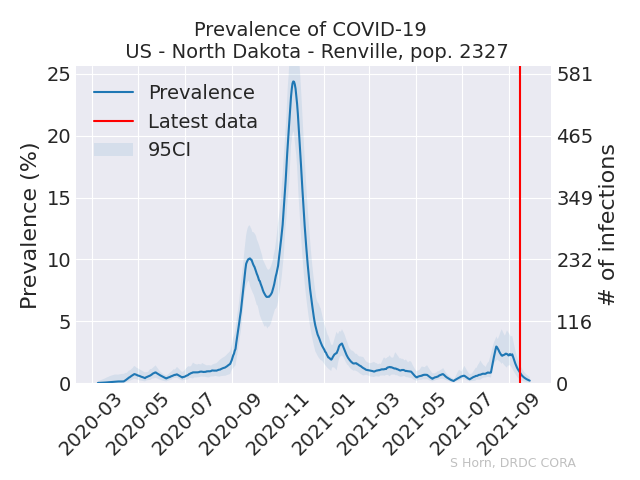 Prevalence of COVID-19
US - North Dakota - Renville, pop. 2327
Prevalence
Latest data
95CI
Prevalence (%)
25
20
15
10
5
0
581
465
349
232
116
0
# of infections
2020-03
2020-05
2020-07
2020-09
2020-11
2021-01
2021-03
2021-05
2021-07
2021-09
S Horn, DRDC CORA